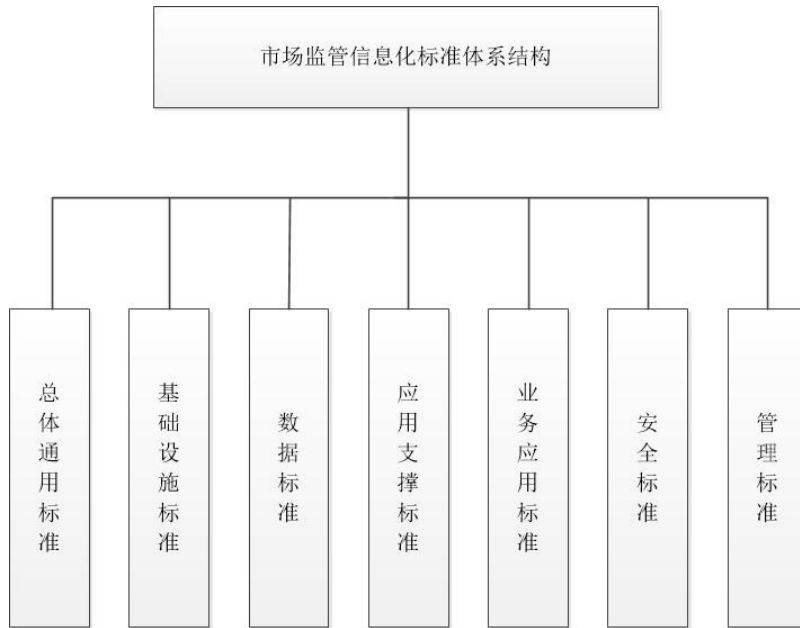 市场监管信息化标准体系结构
总体通用标准
基础设施标准
数据标准
应用支撑标准
业务应用标准
安全标准
管理标准